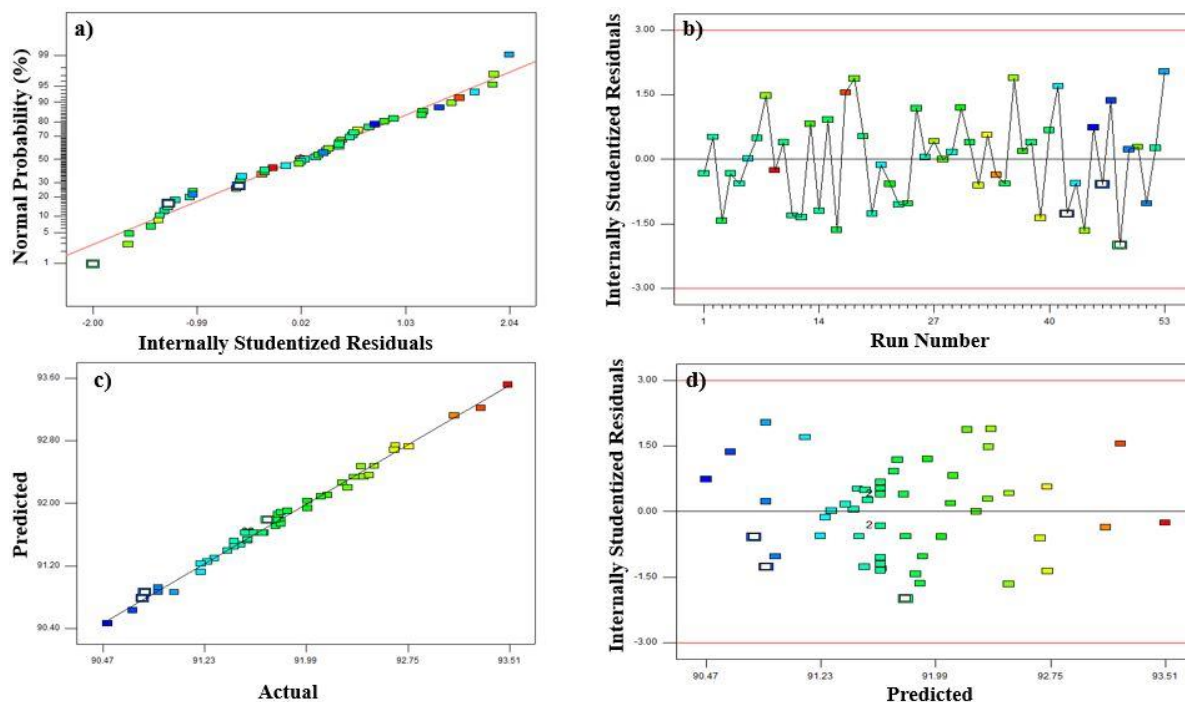 a)
Normal Probability (%)
99
95
90
80
70
50
30
20
10
5
1
-2.00 -0.99 0.02 1.03 2.04
Internally Studentized Residuals
b)
Internally Studentized Residuals
3.00
1.50
0.00
-1.50
-3.00
1 14 27 40 53
Run Number
c)
Predicted
93.60
92.80
92.00
91.20
90.40
90.47 91.23 91.99 92.75 93.51
Actual
d)
Internally Studentized Residuals
3.00
1.50
0.00
-1.50
-3.00
2
2
90.47 91.23 91.99 92.75 93.51
Predicted